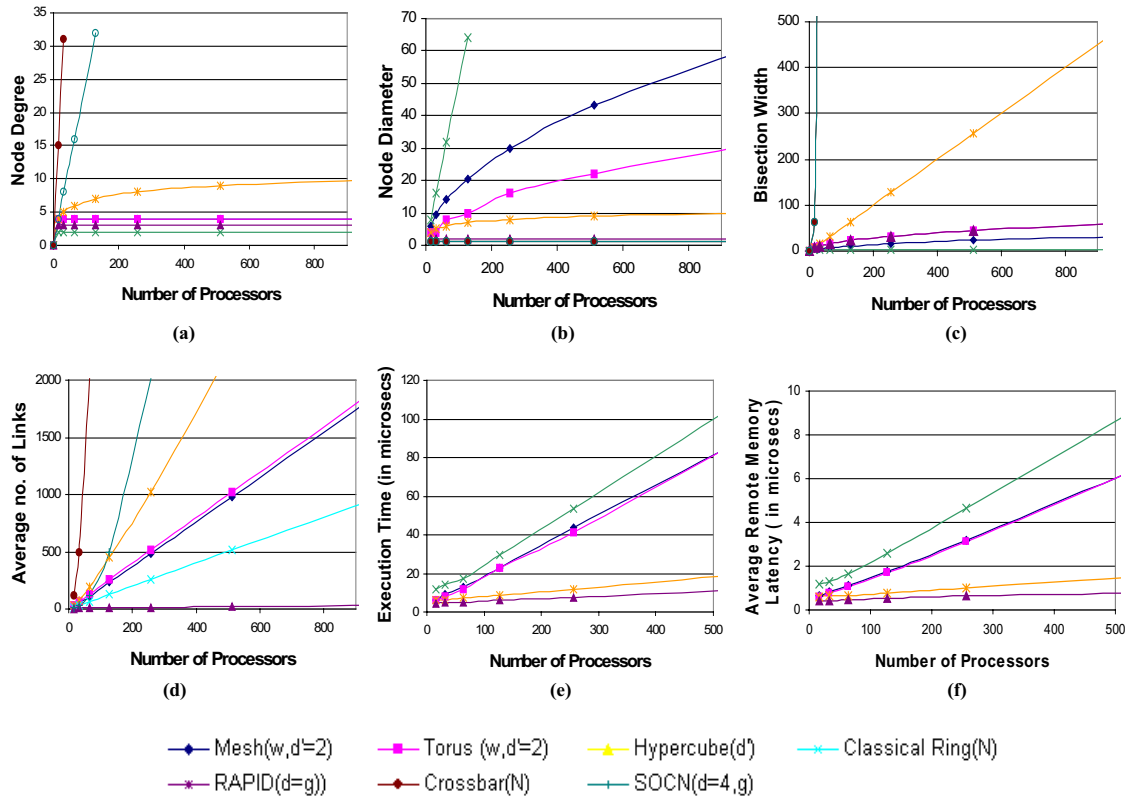 35
30
25
20
15
10
5
0
Node Degree
0 200 400 600 800
Number of Processors
(a)
70
60
50
40
30
20
10
0
Node Diameter
0 200 400 600 800
Number of Processors
(b)
500
400
300
200
100
0
Bisection Width
0 200 400 600 800
Number of Processors
(c)
2000
1500
1000
500
0
Average no. of Links
0 200 400 600 800
Number of Processors
(d)
120
100
80
60
40
20
0
Execution Time (in microsecs)
0 100 200 300 400 500
Number of Processors
(e)
10
8
6
4
2
0
Average Remote Memory
Latency ( in microsecs)
0 100 200 300 400 500
Number of Processors
(f)
Mesh(w,d'=2) Torus (w,d'=2) Hypercube(d') Classical Ring(N)
RAPID(d=g)) Crossbar(N) SOCN(d=4,g)